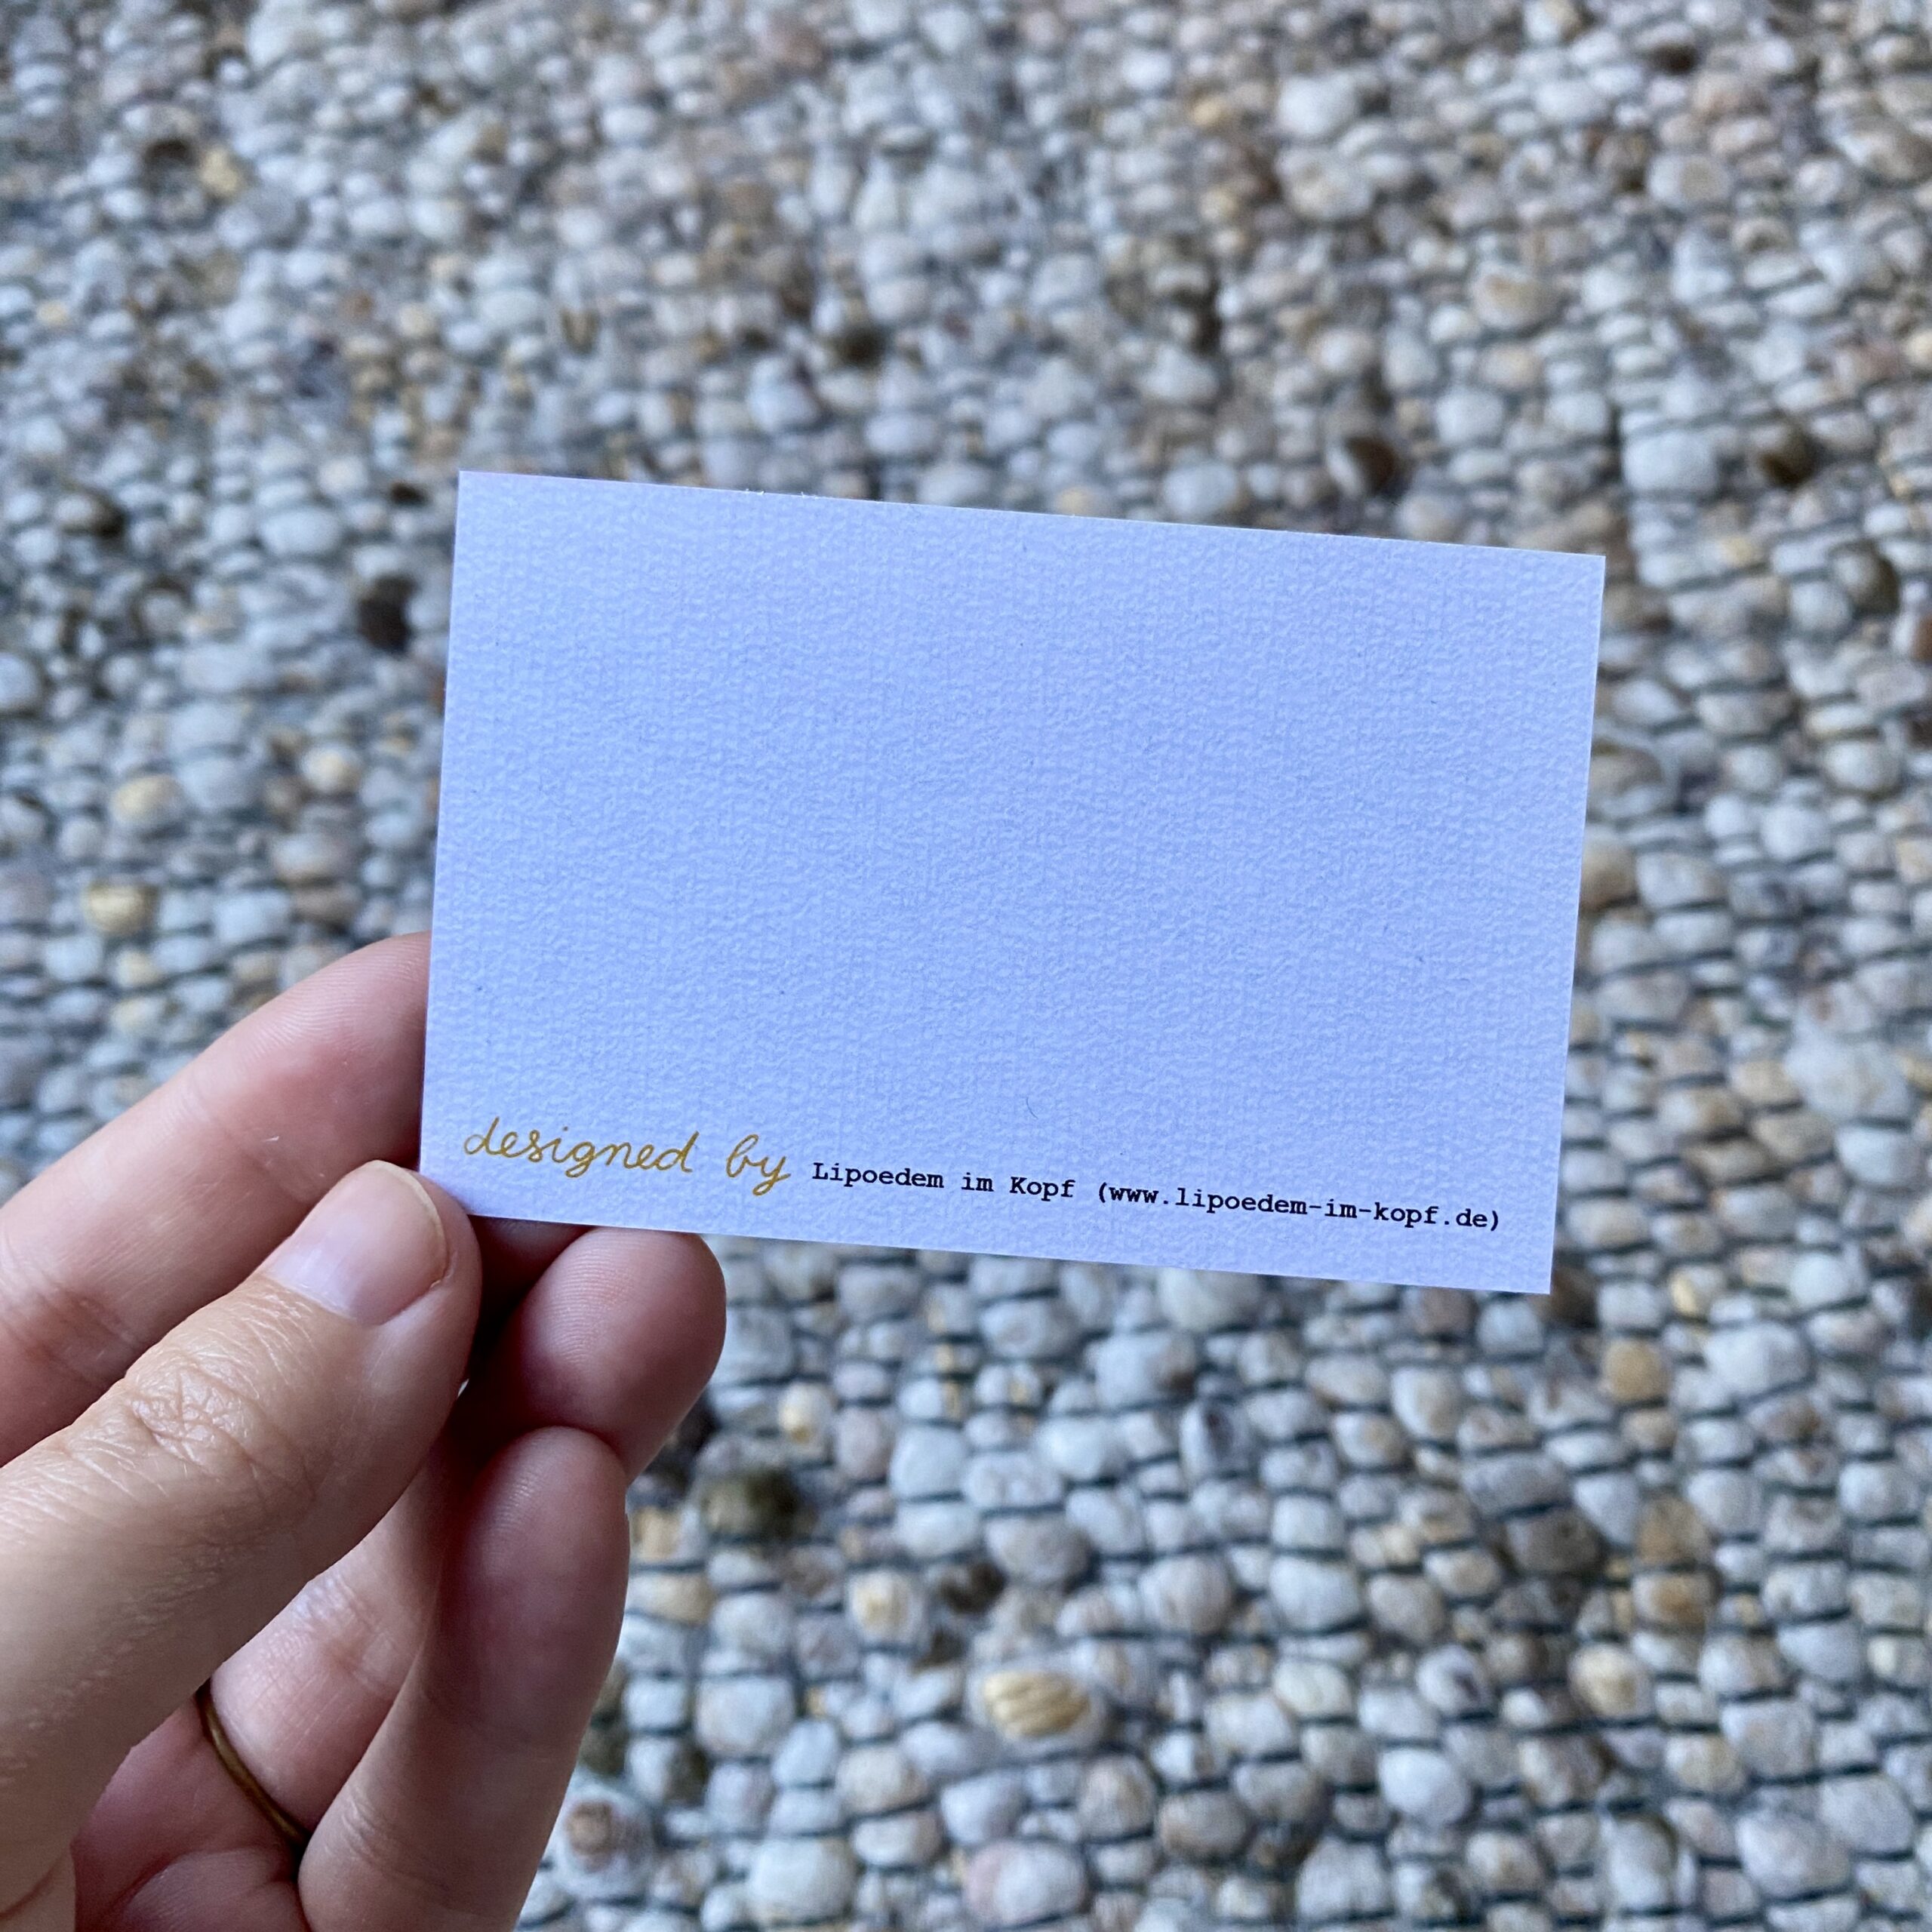 designed by Lipoedem im Kopf (www.lipoedem-im-kopf.de)